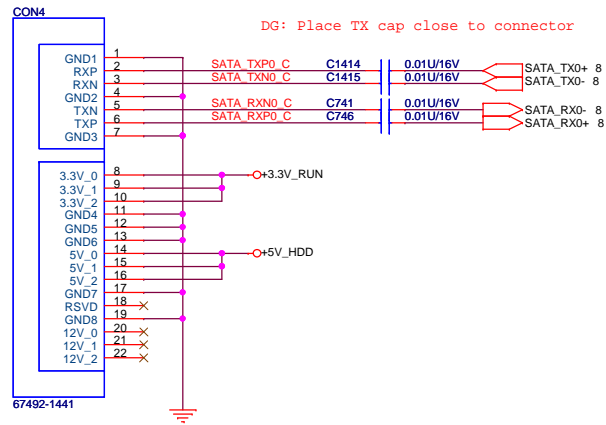 CON4
DG: Place TX cap close to connector
GND1 1
RXP 2 SATA_TXP0_C C1414 0.01U/16V SATA_TX0+ 8
RXN 3 SATA_TXN0_C C1415 0.01U/16V SATA_TX0- 8
GND2 4
TXN 5 SATA_RXN0_C C741 0.01U/16V SATA_RX0- 8
TXP 6 SATA_RXP0_C C746 0.01U/16V SATA_RX0+ 8
GND3 7
3.3V_0 8 +3.3V_RUN
3.3V_1 9
3.3V_2 10
GND4 11
GND5 12
GND6 13
5V_0 14 +5V_HDD
5V_1 15
5V_2 16
GND7 17
RSVD 18
GND8 19
12V_0 20
12V_1 21
12V_2 22
67492-1441